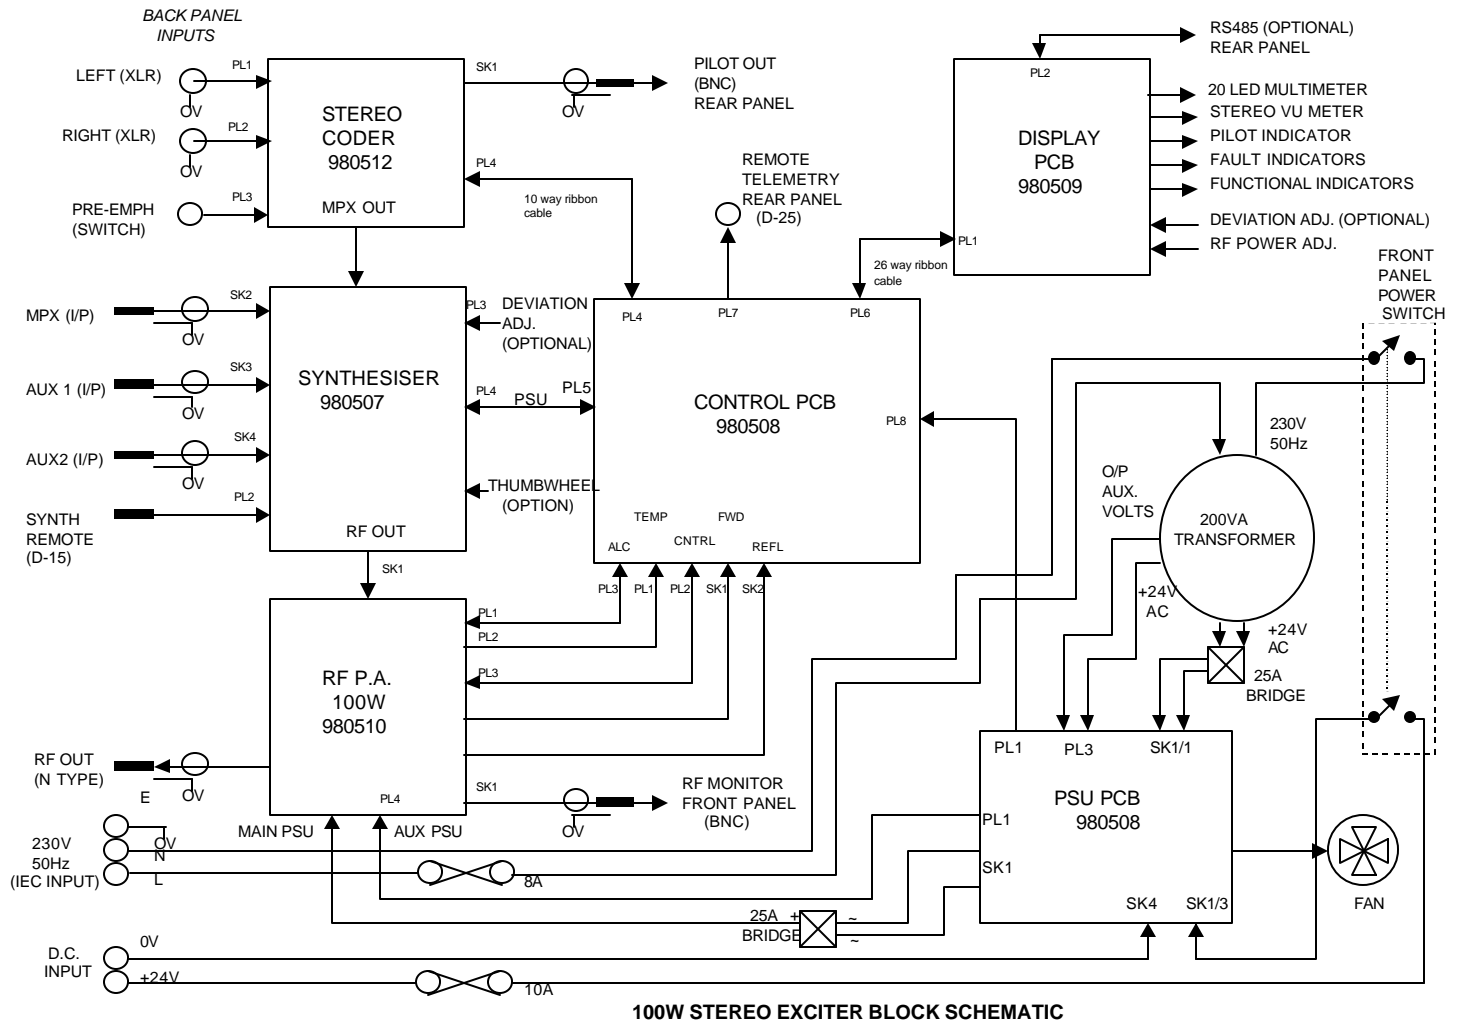 BACK PANEL
INPUTS
LEFT (XLR)
PL1
OV
RIGHT (XLR)
PL2
OV
PRE-EMPH
(SWITCH)
PL3
STEREO
CODER
980512
MPX OUT
SK1
OV
PILOT OUT
(BNC)
REAR PANEL
PL4
10 way ribbon
cable
REMOTE
TELEMETRY
REAR PANEL
(D-25)
RS485 (OPTIONAL)
REAR PANEL
PL2
DISPLAY
PCB
980509
PL1
20 LED MULTIMETER
STEREO VU METER
PILOT INDICATOR
FAULT INDICATORS
FUNCTIONAL INDICATORS
DEVIATION ADJ. (OPTIONAL)
RF POWER ADJ.
26 way ribbon
cable
FRONT
PANEL
POWER
SWITCH
MPX (I/P)
SK2
OV
AUX 1 (I/P)
SK3
OV
AUX2 (I/P)
SK4
OV
SYNTH
REMOTE
(D-15)
PL2
SYNTHESISER
980507
RF OUT
PL3
DEVIATION
ADJ.
(OPTIONAL)
PL4
PSU
PL5
THUMBWHEEL
(OPTION)
SK1
PL4
PL7
PL6
CONTROL PCB
980508
PL8
TEMP
FWD
ALC
CNTRL
REFL
PL3
PL1
PL2
SK1
SK2
230V
50Hz
O/P
AUX.
VOLTS
200VA
TRANSFORMER
+24V
AC
+24V
AC
25A
BRIDGE
RF P.A.
100W
980510
PL1
PL2
PL3
SK1
PL4
RF OUT
(N TYPE)
OV
E
RF MONITOR
FRONT PANEL
(BNC)
OV
MAIN PSU
AUX PSU
230V
50Hz
(IEC INPUT)
OV
N
L
8A
PL1
PL3
SK1/1
PSU PCB
980508
PL1
SK1
SK4
SK1/3
FAN
25A
BRIDGE
+
~
~
D.C.
INPUT
0V
+24V
10A
100W STEREO EXCITER BLOCK SCHEMATIC